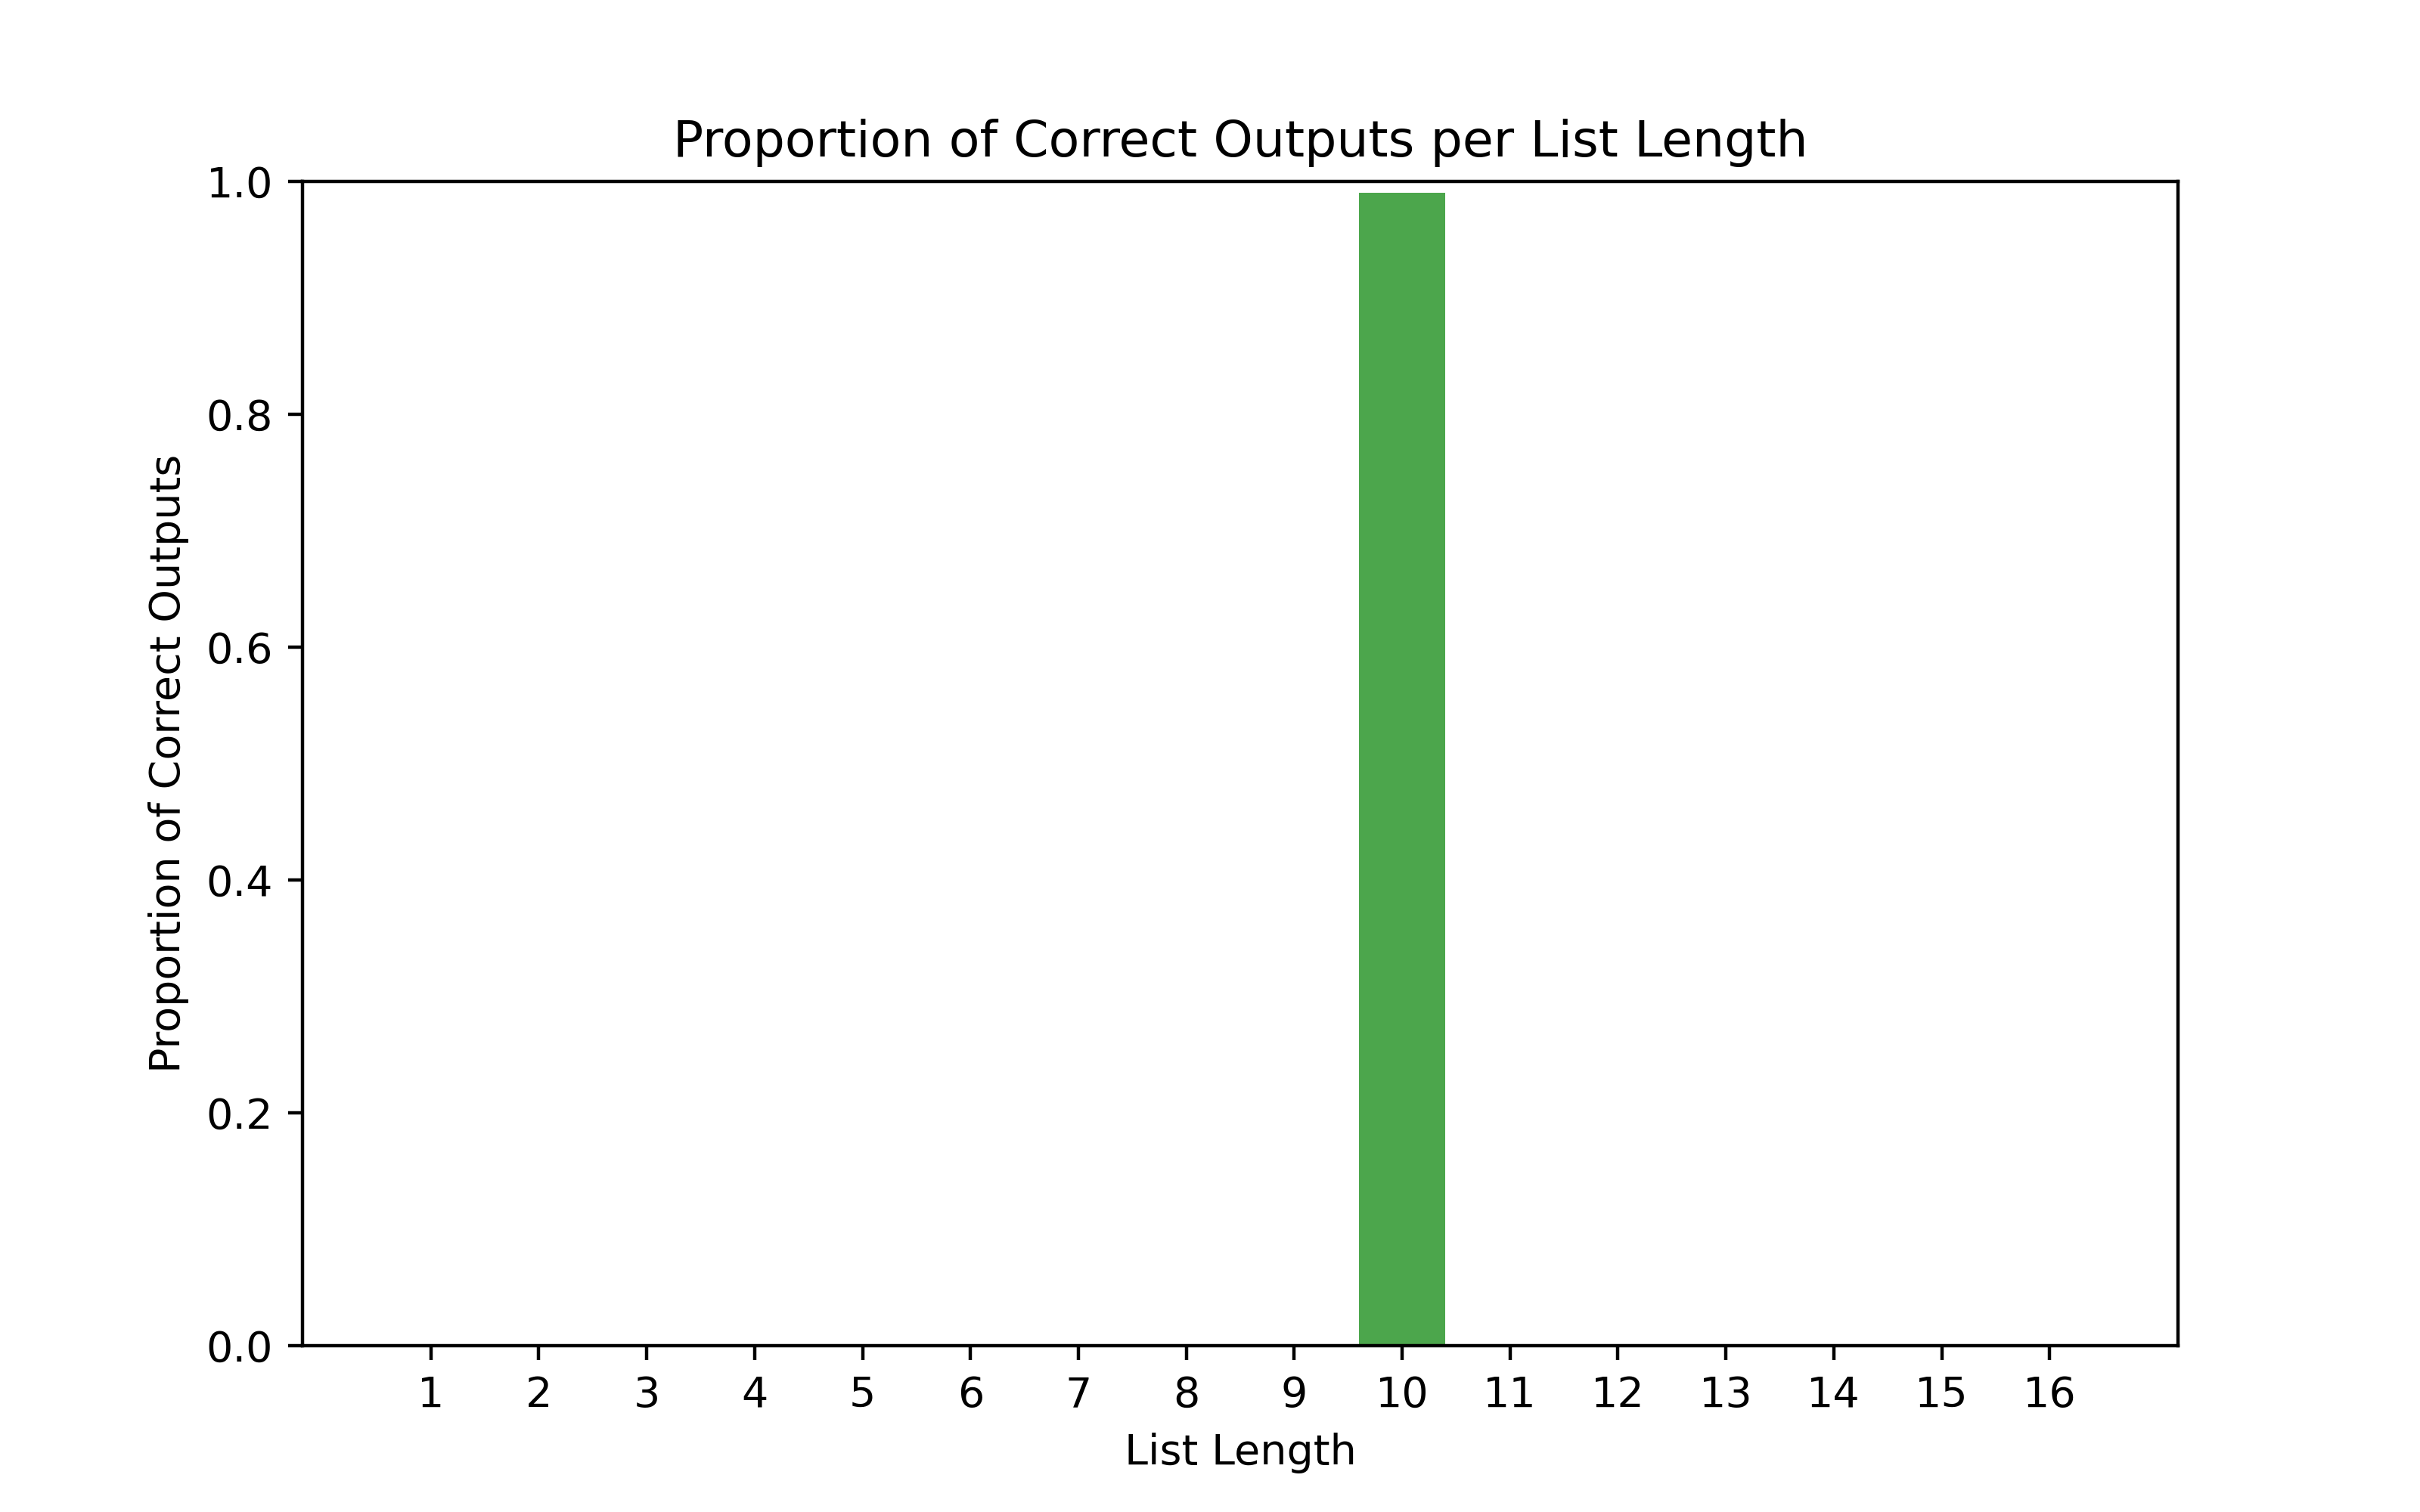 Proportion of Correct Outputs per List Length
Proportion of Correct Outputs
1.0
0.8
0.6
0.4
0.2
0.0
1 2 3 4 5 6 7 8 9 10 11 12 13 14 15 16
List Length